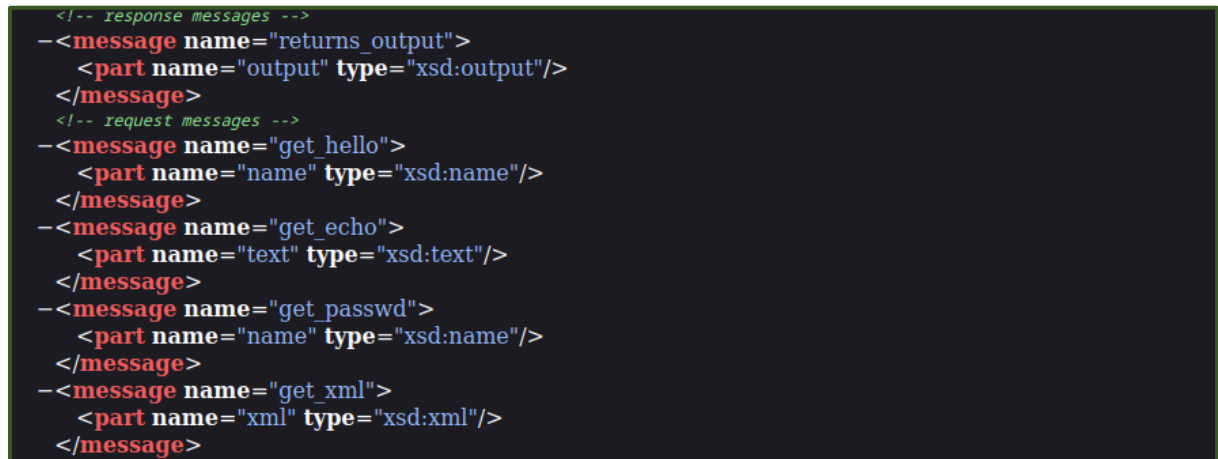 <!-- response messages -->
−<message name="returns_output">
<part name="output" type="xsd:output"/>
</message>
<!-- request messages -->
−<message name="get_hello">
<part name="name" type="xsd:name"/>
</message>
−<message name="get_echo">
<part name="text" type="xsd:text"/>
</message>
−<message name="get_passwd">
<part name="name" type="xsd:name"/>
</message>
−<message name="get_xml">
<part name="xml" type="xsd:xml"/>
</message>